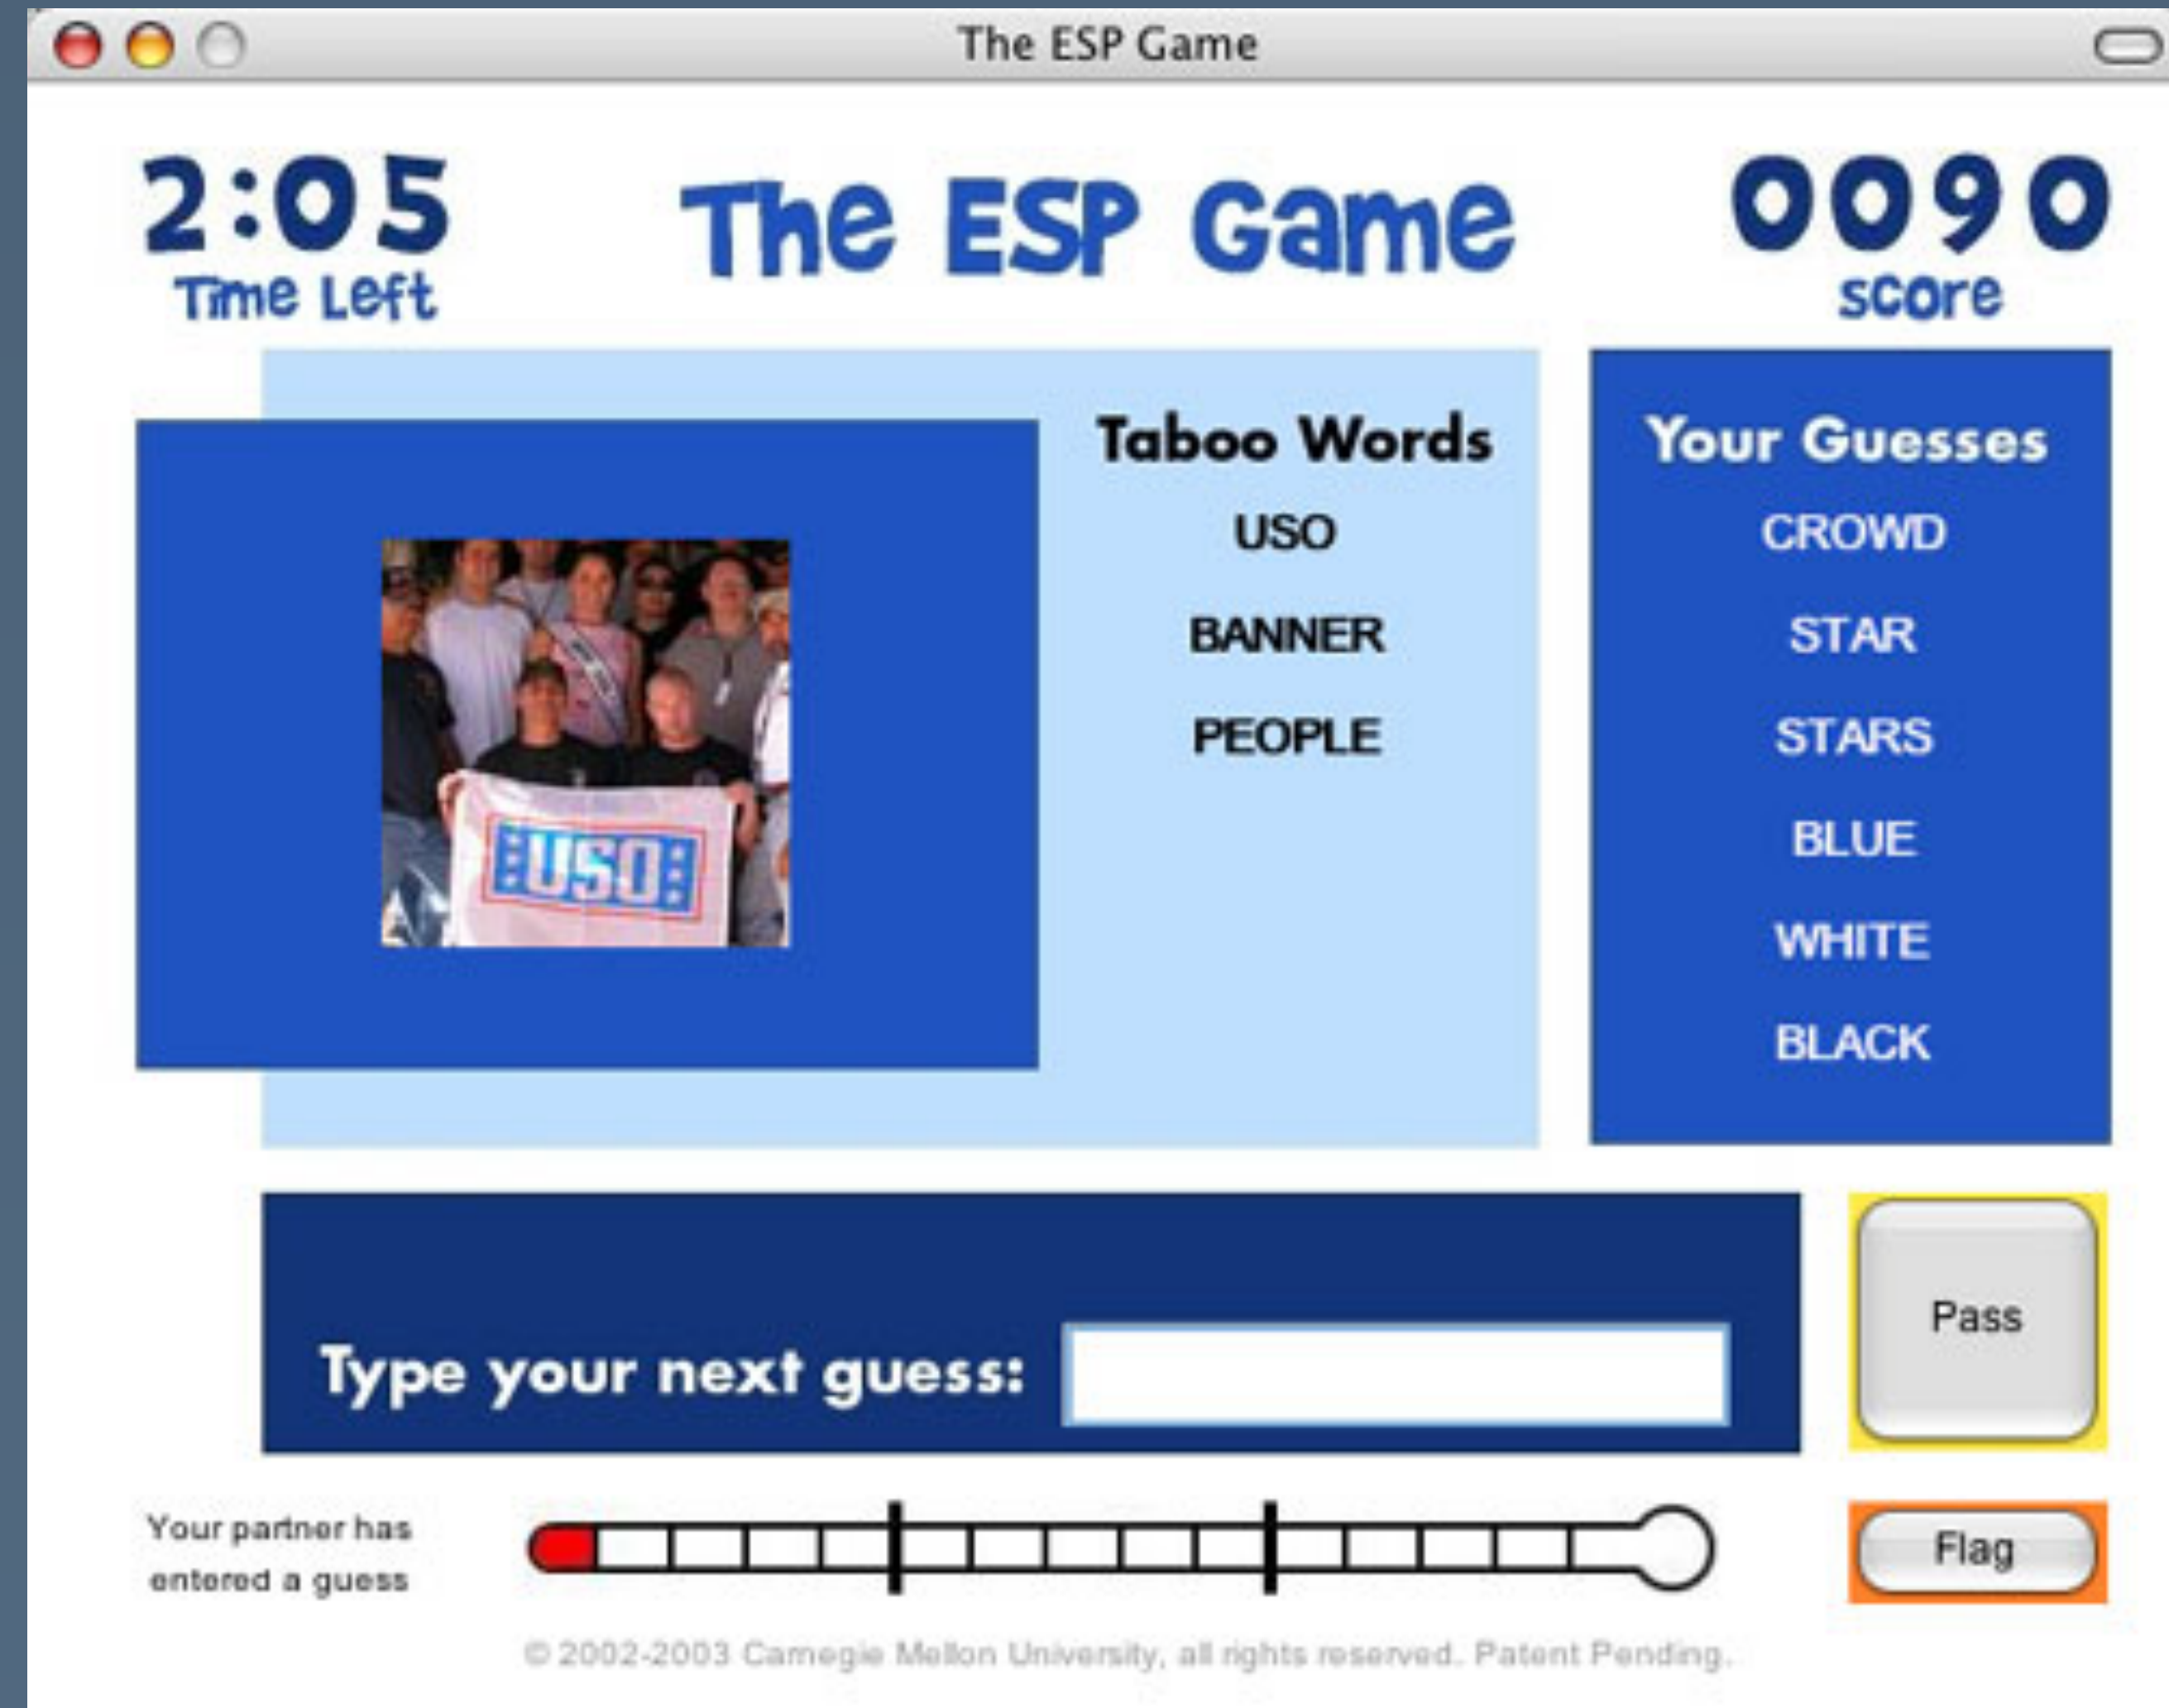 The ESP Game
2:05
Time Left
The ESP Game
0090
score
Taboo Words
USO
BANNER
PEOPLE
Your Guesses
CROWD
STAR
STARS
BLUE
WHITE
BLACK
USO
Type your next guess:
Pass
Your partner has
entered a guess
Flag
© 2002-2003 Carnegie Mellon University, all rights reserved. Patent Pending.